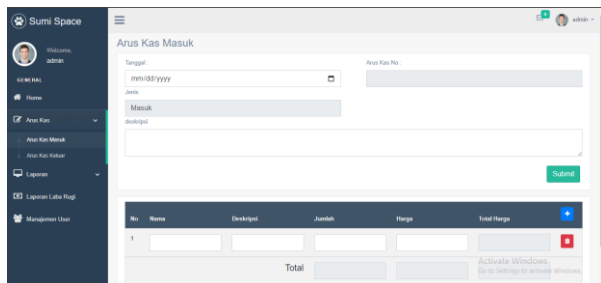 Sumi Space
admin
Welcome,
admin
GENERAL
Home
Arus Kas
Arus Kas Masuk
Arus Kas Keluar
Laporan
Laporan Laba Rugi
Manajemen User
Arus Kas Masuk
Tanggal :
Arus Kas No :
mm/dd/yyyy
Jenis
Masuk
deskripsi
Submit
No Nama Deskripsi Jumlah Harga Total Harga +
1
Total
Activate Windows
Go to Settings to activate Windows.